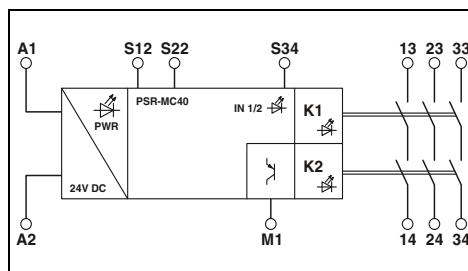 A1 S12 S22 S34 13 23 33
PWR PSR-MC40 IN 1/2 K1
24V DC K2
A2 M1 14 24 34